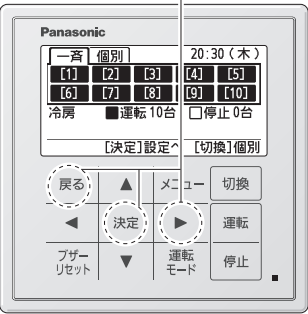 Panasonic
一斉 個別 20:30(木)
[1] [2] [3] [4] [5]
[6] [7] [8] [9] [10]
冷房 ■運転10台 □停止 0台
[決定]設定へ [切換]個別
戻る ▲ メニュー 切換
◀ 決定 ▶ 運転
ブザー
リセット ▼ 運転
モード 停止